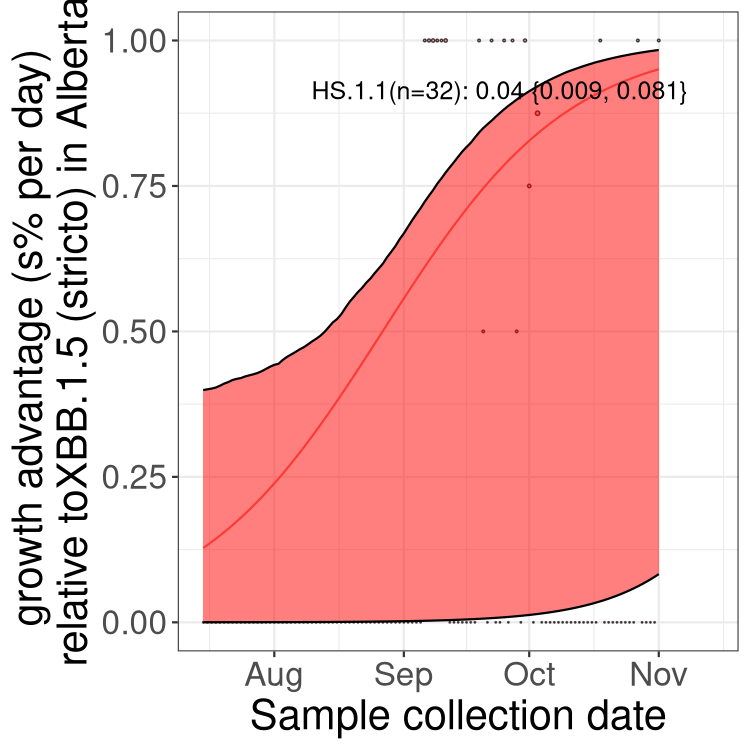 growth advantage (s% per day)
relative toXBB.1.5 (stricto) in Alberta
1.00
0.75
0.50
0.25
0.00
HS.1.1(n=32): 0.04 {0.009, 0.081}
Aug Sep Oct Nov
Sample collection date